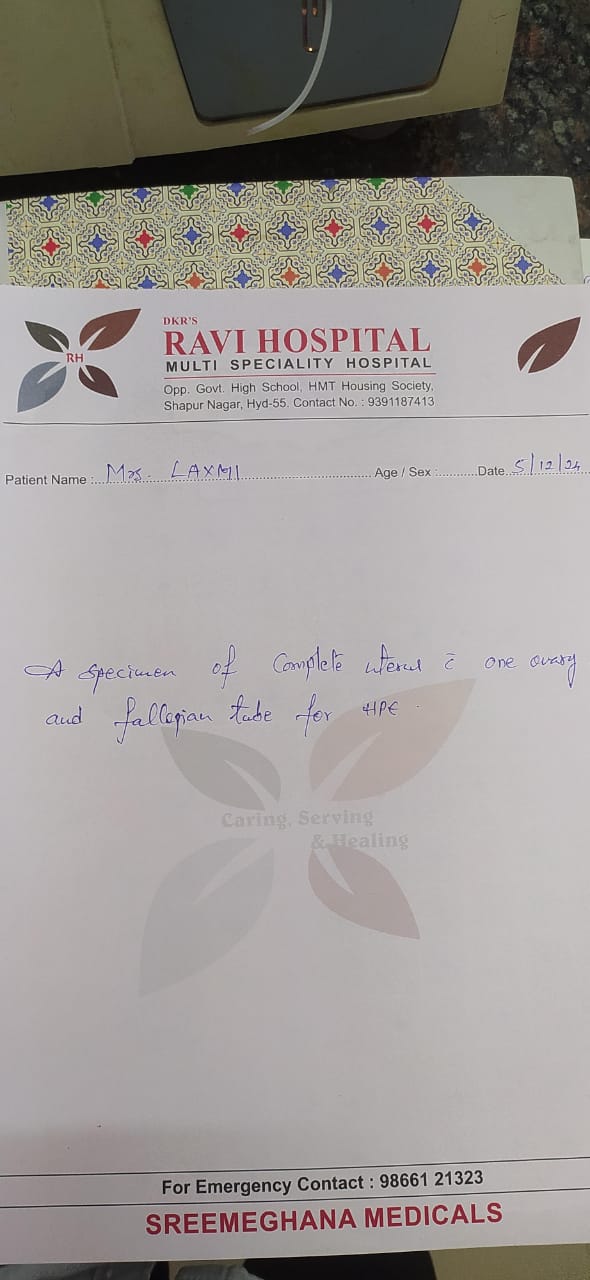 RH
DKR'S
RAVI HOSPITAL
MULTI SPECIALITY HOSPITAL
Opp. Govt. High School, HMT Housing Society,
Shapur Nagar, Hyd-55. Contact No. : 9391187413
Patient Name : Mrs. LAXMI Age / Sex : Date 5/12/24
A specimen of Complete uterus c̄ one ovary
and fallopian tube for HPE.
Caring, Serving
& Healing
For Emergency Contact : 98661 21323
SREEMEGHANA MEDICALS